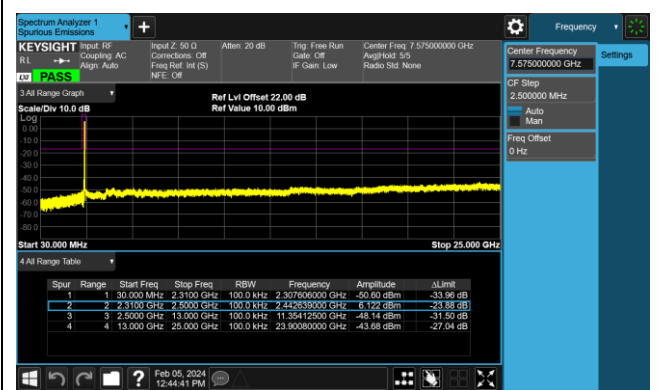 Spectrum Analyzer 1
Spurious Emissions
Frequency
KEYSIGHT
RL
LXI
PASS
Input: RF
Coupling: AC
Align: Auto
Input Z: 50 Ω
Corrections: Off
Freq Ref: Int (S)
NFE: Off
Atten: 20 dB
Trig: Free Run
Gate: Off
IF Gain: Low
Center Freq: 7.575000000 GHz
Avg|Hold: 5/5
Radio Std: None
Center Frequency
7.575000000 GHz
Settings
CF Step
2.500000 MHz
Auto
Man
Freq Offset
0 Hz
3 All Range Graph
Scale/Div 10.0 dB
Ref Lvl Offset 22.00 dB
Ref Value 10.00 dBm
Log
0.00
-10.0
-20.0
-30.0
-40.0
-50.0
-60.0
-70.0
-80.0
Start 30.000 MHz
Stop 25.000 GHz
4 All Range Table
Spur Range Start Freq Stop Freq RBW Frequency Amplitude ΔLimit
1 1 30.000 MHz 2.3100 GHz 100.0 kHz 2.307606000 GHz -50.60 dBm -33.96 dB
2 2 2.3100 GHz 2.5000 GHz 100.0 kHz 2.442639000 GHz 6.122 dBm -23.88 dB
3 3 2.5000 GHz 13.000 GHz 100.0 kHz 11.35412500 GHz -48.14 dBm -31.50 dB
4 4 13.000 GHz 25.000 GHz 100.0 kHz 23.90080000 GHz -43.68 dBm -27.04 dB
?
Feb 05, 2024
12:44:41 PM